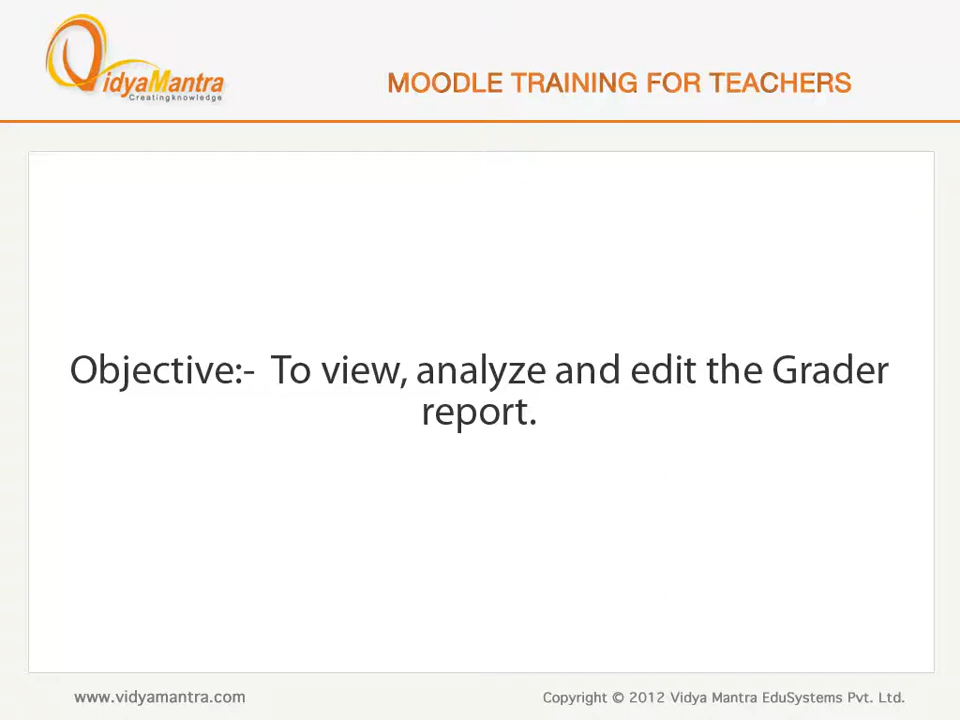 VidyaMantra
Creatingknowledge
MOODLE TRAINING FOR TEACHERS
Objective:- To view, analyze and edit the Grader
report.
www.vidyamantra.com
Copyright © 2012 Vidya Mantra EduSystems Pvt. Ltd.